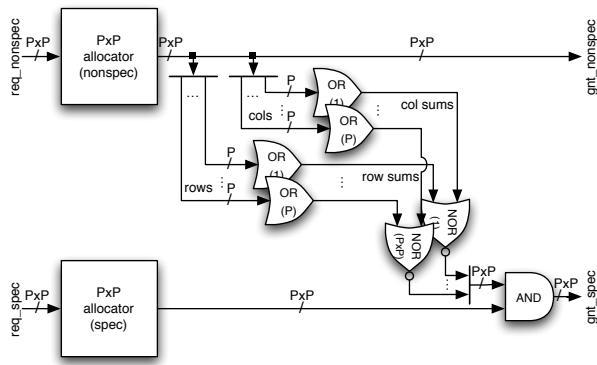 req_nonspec
PxP
PxP
allocator
(nonspec)
PxP
PxP
gnt_nonspec
...
rows
...
cols
P
OR
(1)
...
P
OR
(P)
...
col sums
P
OR
(1)
...
P
OR
(P)
...
row sums
NOR
(1)
NOR
(PxP)
...
PxP
AND
PxP
gnt_spec
req_spec
PxP
PxP
allocator
(spec)
PxP